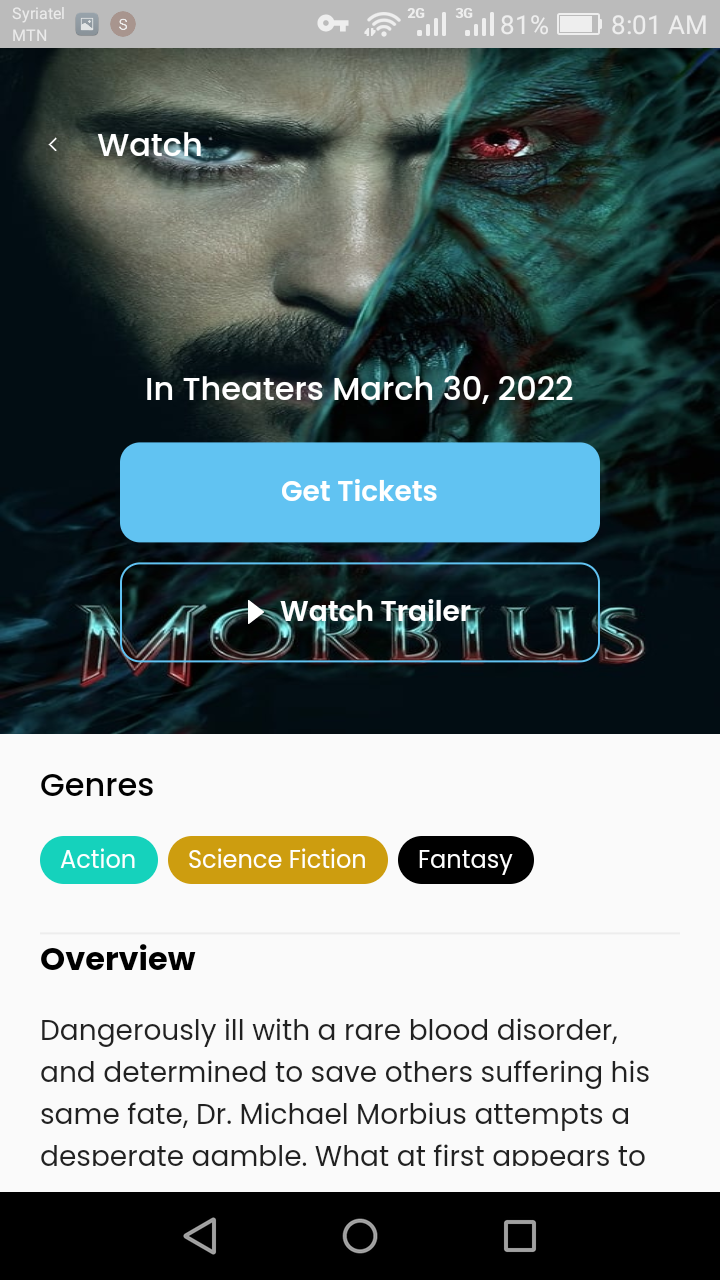 Syriatel
MTN
S
2G
3G
81%
8:01 AM
Watch
In Theaters March 30, 2022
Get Tickets
Watch Trailer
MORBIUS
Genres
Action
Science Fiction
Fantasy
Overview
Dangerously ill with a rare blood disorder,
and determined to save others suffering his
same fate, Dr. Michael Morbius attempts a
desperate gamble. What at first appears to